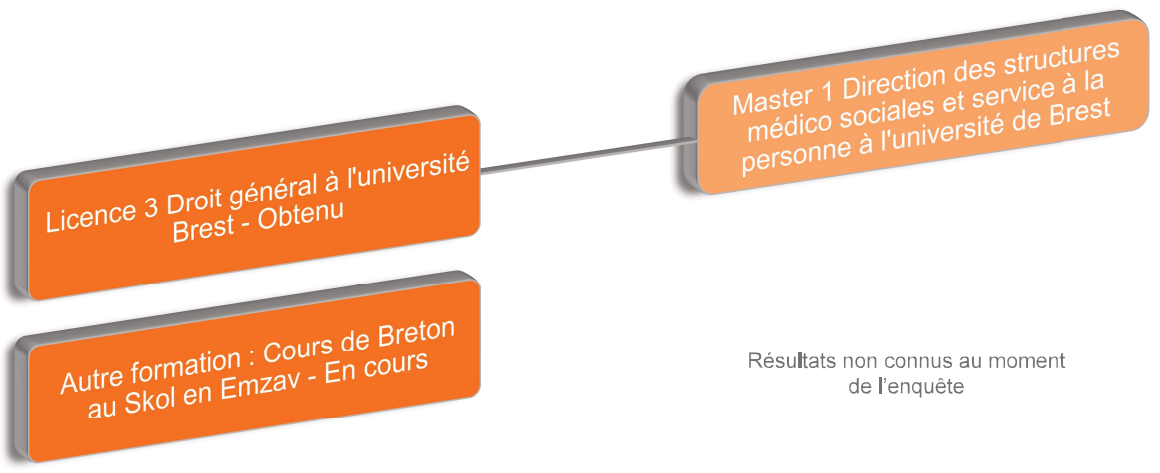 Master 1 Direction des structures
médico sociales et service à la
personne à l'université de Brest
Licence 3 Droit général à l'université
Brest - Obtenu
Autre formation : Cours de Breton
au Skol en Emzav - En cours
Résultats non connus au moment
de l'enquête